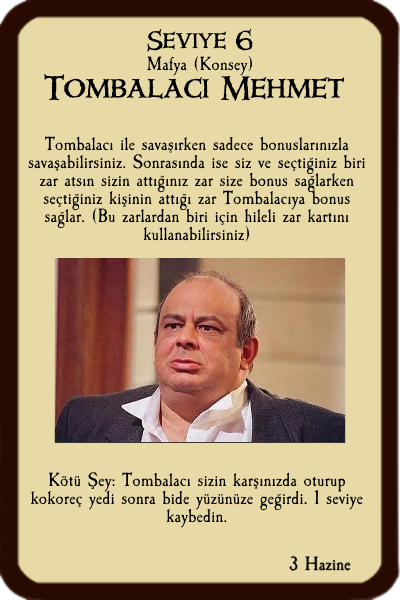 SEVIYE 6
Mafya (Konsey)
TOMBALACI MEHMET
Tombalacı ile savaşırken sadece bonuslarınızla
savaşabilirsiniz. Sonrasında ise siz ve seçtiğiniz biri
zar atsın sizin attığınız zar size bonus sağlarken
seçtiğiniz kişinin attığı zar Tombalacıya bonus
sağlar. (Bu zarlardan biri için hileli zar kartını
kullanabilirsiniz)
Kötü Şey: Tombalacı sizin karşınızda oturup
kokoreç yedi sonra bide yüzünüze geğirdi. 1 seviye
kaybedin.
3 Hazine